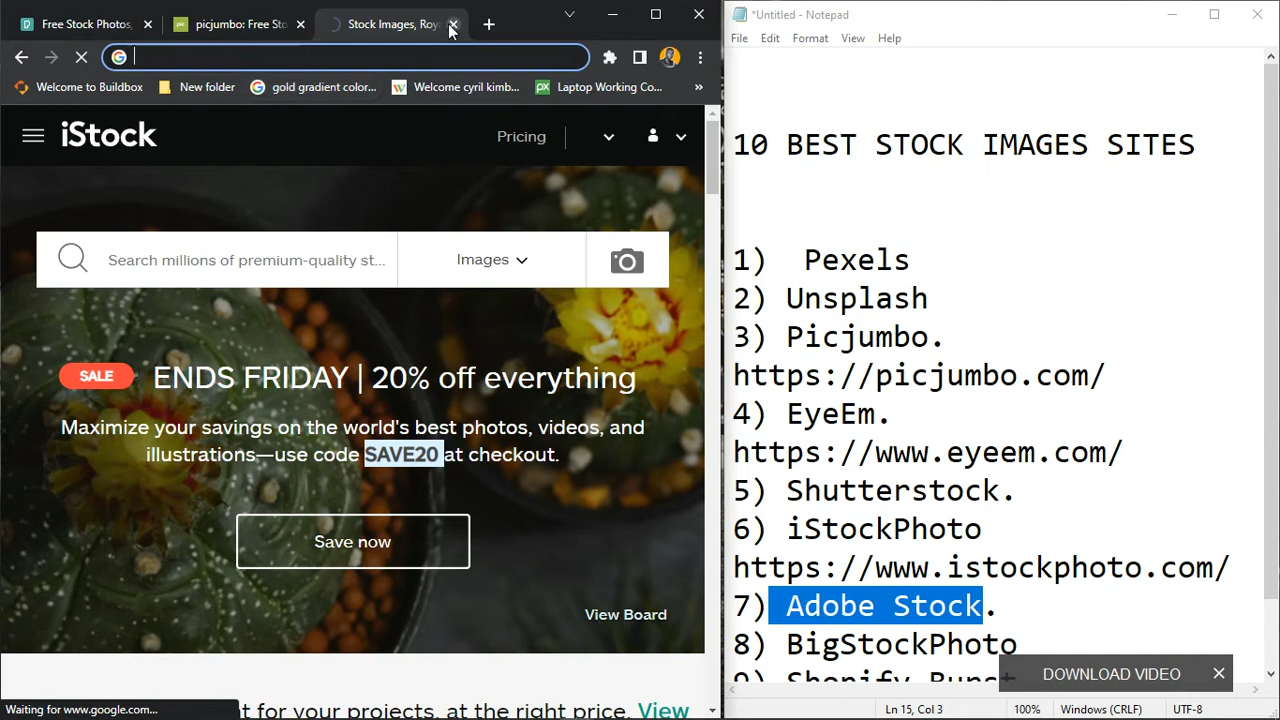 Free Stock Photos,
picjumbo: Free Sto
Stock Images, Roy
Welcome to Buildbox
New folder
gold gradient color...
Welcome cyril kimb...
Laptop Working Co...
»
iStock
Pricing
Search millions of premium-quality st...
Images
SALE
ENDS FRIDAY | 20% off everything
Maximize your savings on the world's best photos, videos, and
illustrations—use code SAVE20 at checkout.
Save now
View Board
Waiting for www.google.com...
t for your projects, at the right price. View
*Untitled - Notepad
File Edit Format View Help
10 BEST STOCK IMAGES SITES
1) Pexels
2) Unsplash
3) Picjumbo.
https://picjumbo.com/
4) EyeEm.
https://www.eyeem.com/
5) Shutterstock.
6) iStockPhoto
https://www.istockphoto.com/
7) Adobe Stock.
8) BigStockPhoto
9) Shopify Burst
DOWNLOAD VIDEO
Ln 15, Col 3
100%
Windows (CRLF)
UTF-8